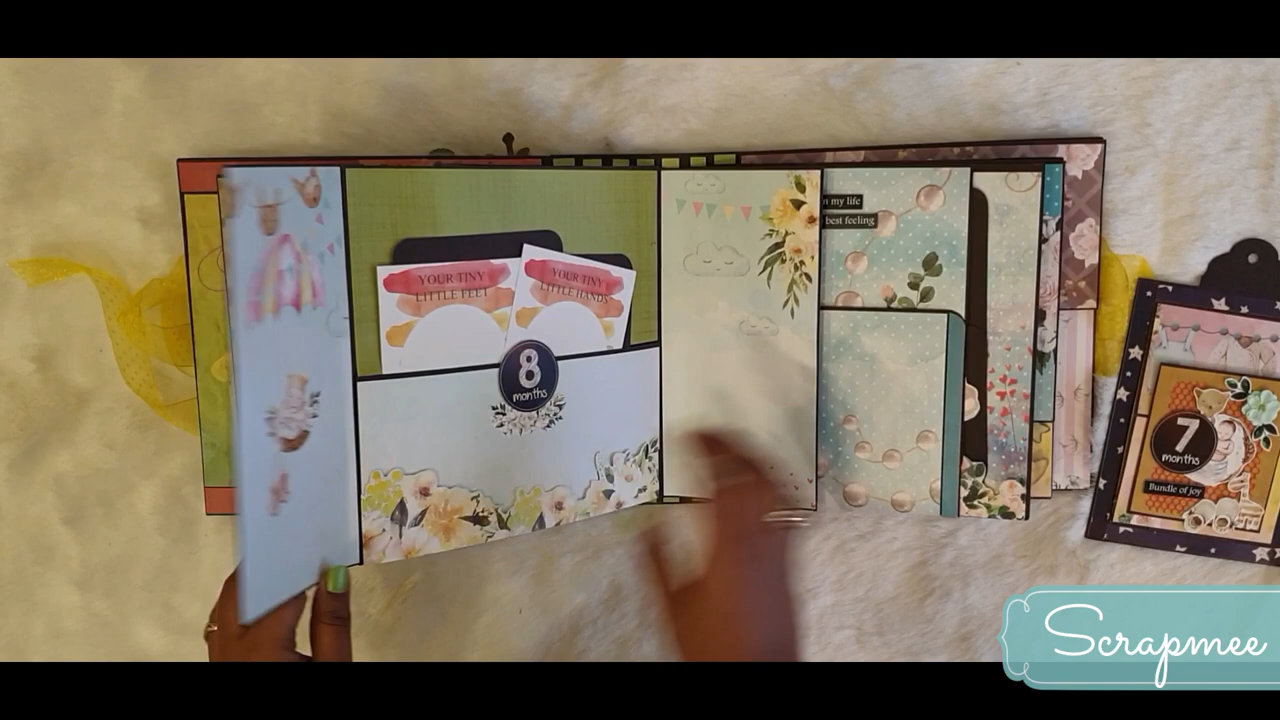 YOUR TINY
LITTLE FEET
YOUR TINY
LITTLE HANDS
8
months
n my life
best feeling
7
months
Bundle of joy
Scrapmee